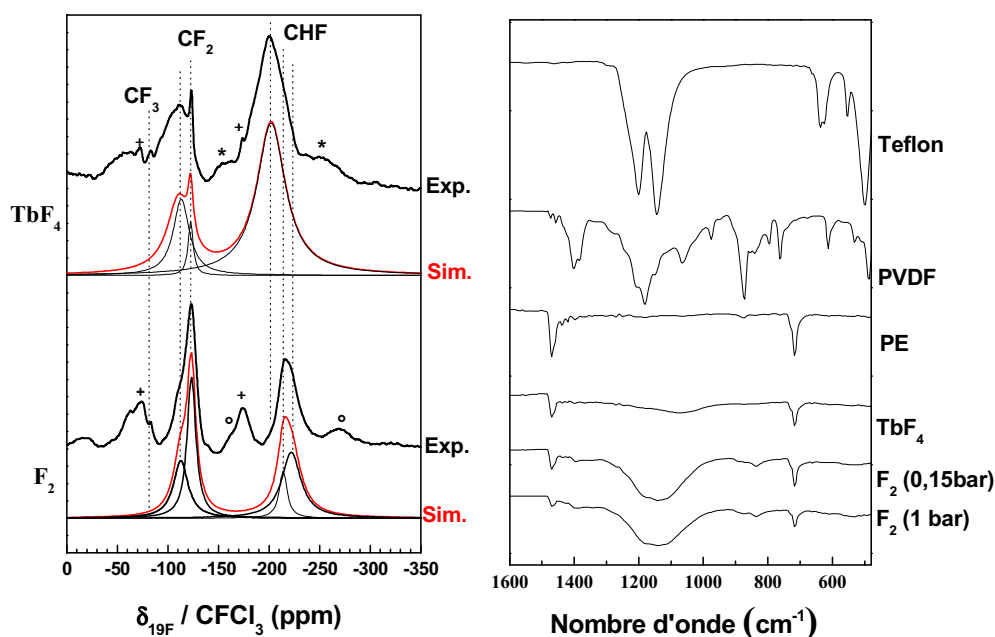 CF3
CF2
CHF
+
*
+
*
Exp.
TbF4
Sim.
+
°
+
°
Exp.
F2
Sim.
0 -50 -100 -150 -200 -250 -300 -350
δ19F / CFCl3 (ppm)
Teflon
PVDF
PE
TbF4
F2 (0,15bar)
F2 (1 bar)
1600 1400 1200 1000 800 600
Nombre d'onde (cm-1)